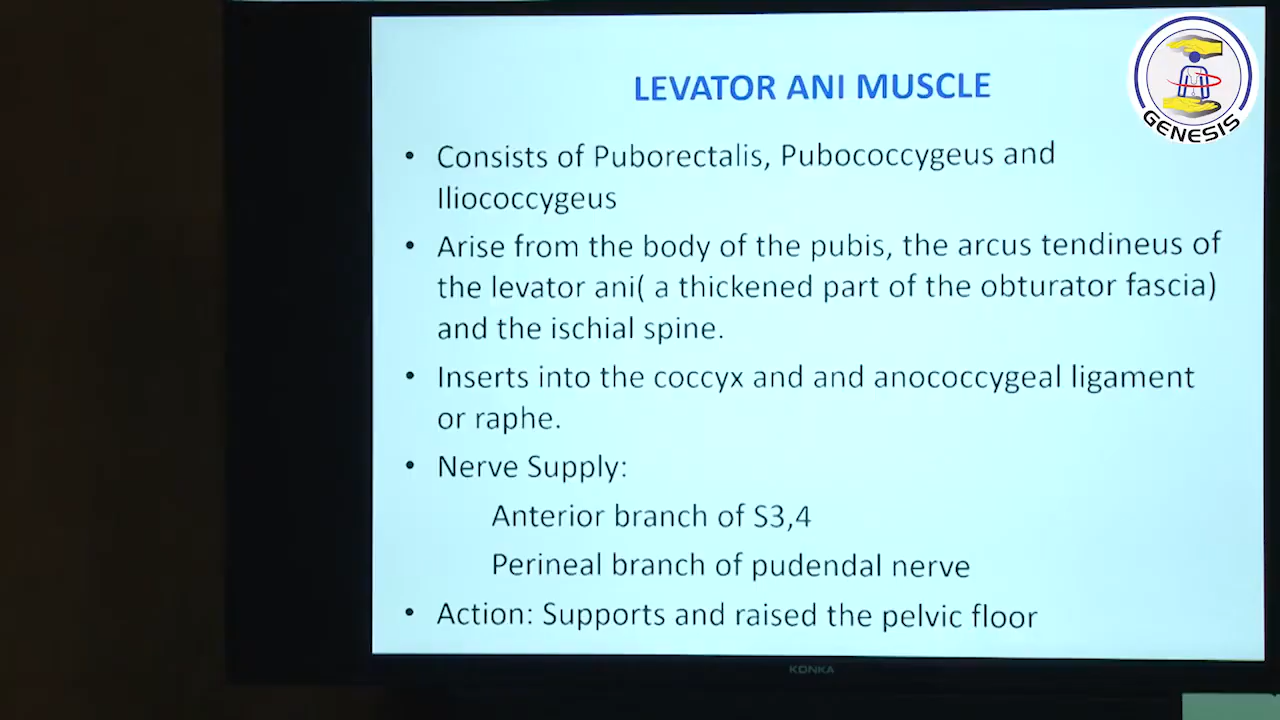 GENESIS
LEVATOR ANI MUSCLE
• Consists of Puborectalis, Pubococcygeus and
Iliococcygeus
• Arise from the body of the pubis, the arcus tendineus of
the levator ani( a thickened part of the obturator fascia)
and the ischial spine.
• Inserts into the coccyx and and anococcygeal ligament
or raphe.
• Nerve Supply:
Anterior branch of S3,4
Perineal branch of pudendal nerve
• Action: Supports and raised the pelvic floor
KONKA